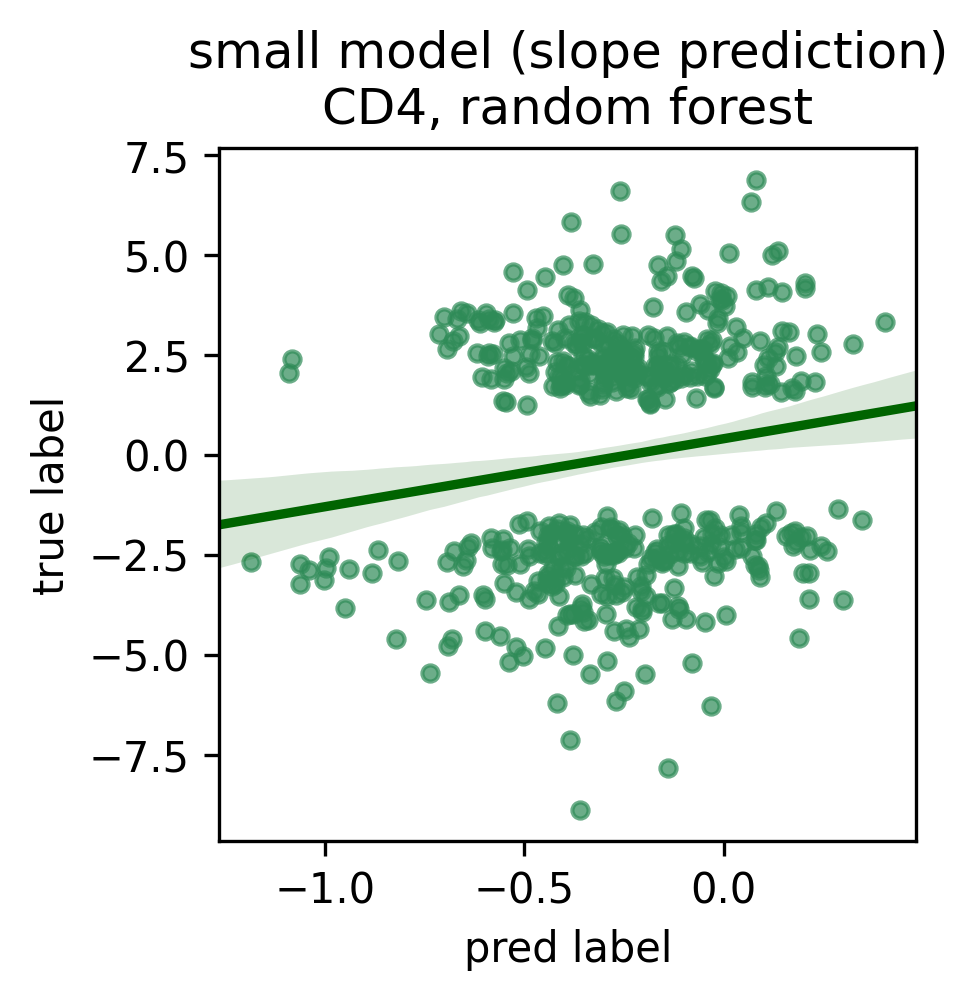 small model (slope prediction)
CD4, random forest
7.5
5.0
2.5
0.0
−2.5
−5.0
−7.5
true label
−1.0
−0.5
0.0
pred label